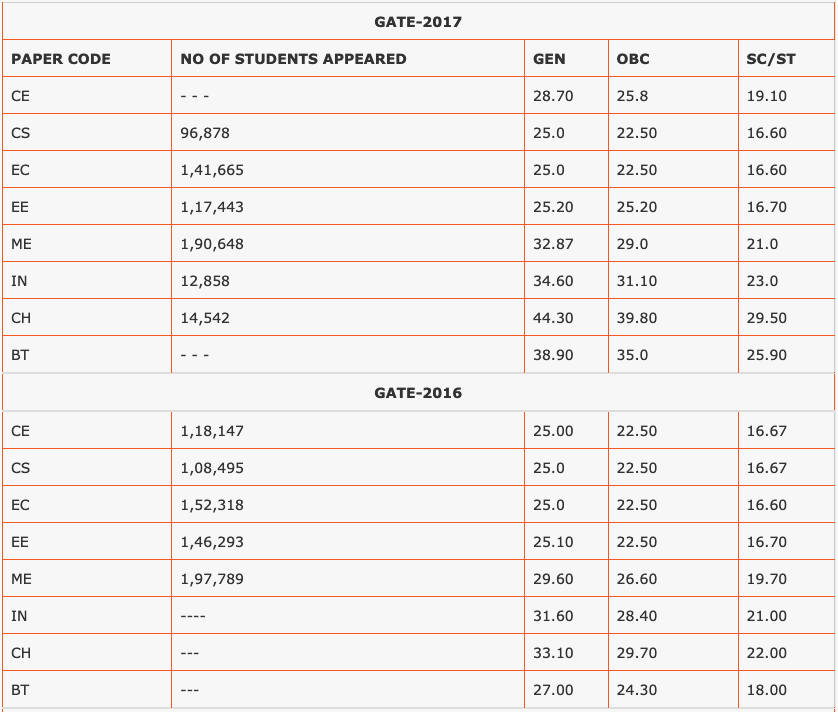 GATE-2017
PAPER CODE NO OF STUDENTS APPEARED GEN OBC SC/ST
CE - - - 28.70 25.8 19.10
CS 96,878 25.0 22.50 16.60
EC 1,41,665 25.0 22.50 16.60
EE 1,17,443 25.20 25.20 16.70
ME 1,90,648 32.87 29.0 21.0
IN 12,858 34.60 31.10 23.0
CH 14,542 44.30 39.80 29.50
BT - - - 38.90 35.0 25.90
GATE-2016
CE 1,18,147 25.00 22.50 16.67
CS 1,08,495 25.0 22.50 16.67
EC 1,52,318 25.0 22.50 16.60
EE 1,46,293 25.10 22.50 16.70
ME 1,97,789 29.60 26.60 19.70
IN ---- 31.60 28.40 21.00
CH --- 33.10 29.70 22.00
BT --- 27.00 24.30 18.00